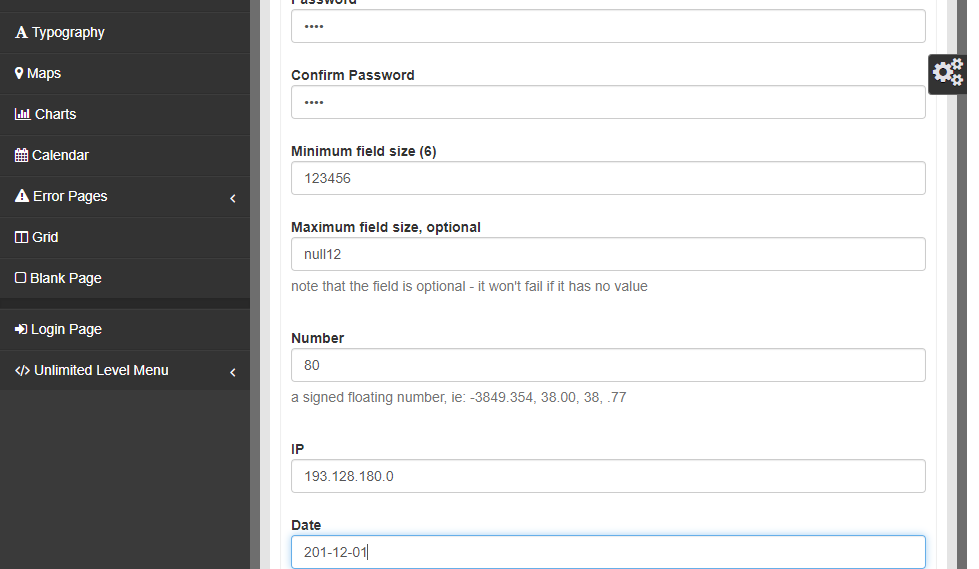 Typography
Maps
Charts
Calendar
Error Pages
Grid
Blank Page
Login Page
Unlimited Level Menu
Password
••••
Confirm Password
••••
Minimum field size (6)
123456
Maximum field size, optional
null12
note that the field is optional - it won't fail if it has no value
Number
80
a signed floating number, ie: -3849.354, 38.00, 38, .77
IP
193.128.180.0
Date
201-12-01